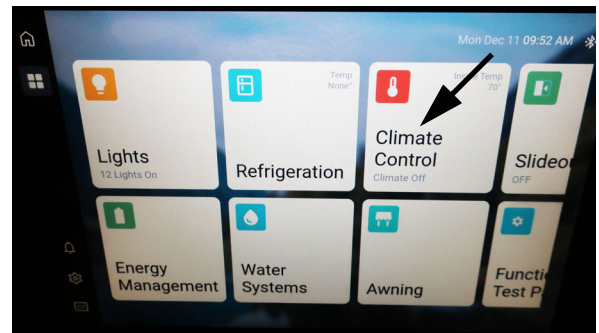 Mon Dec 11 09:52 AM
Temp
None°
Temp
70°
Lights
12 Lights On
Refrigeration
Climate
Control
Climate Off
OFF
Energy
Management
Water
Systems
Awning
Test